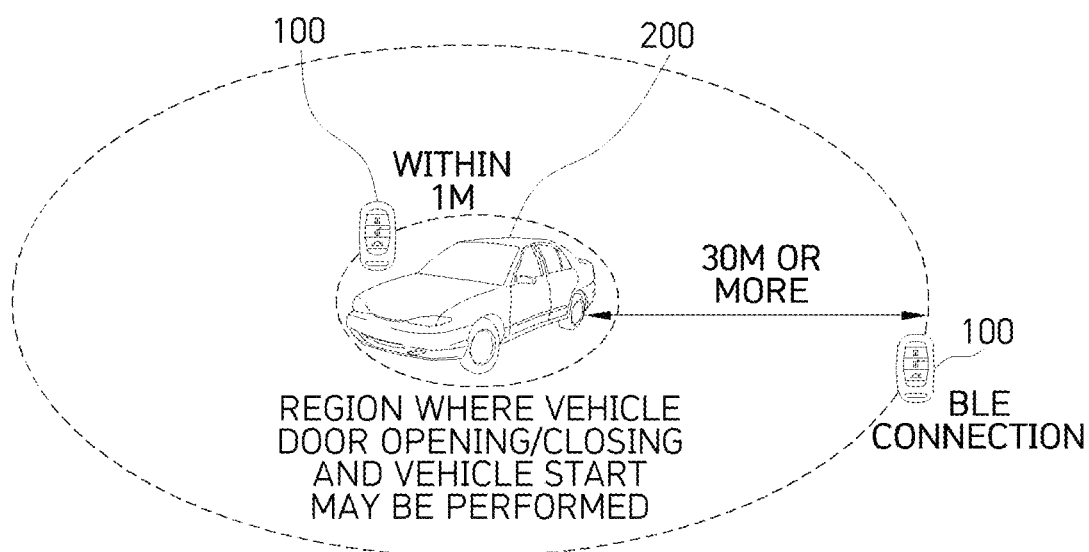 100
200
WITHIN
1M
30M OR
MORE
100
BLE
CONNECTION
REGION WHERE VEHICLE
DOOR OPENING/CLOSING
AND VEHICLE START
MAY BE PERFORMED